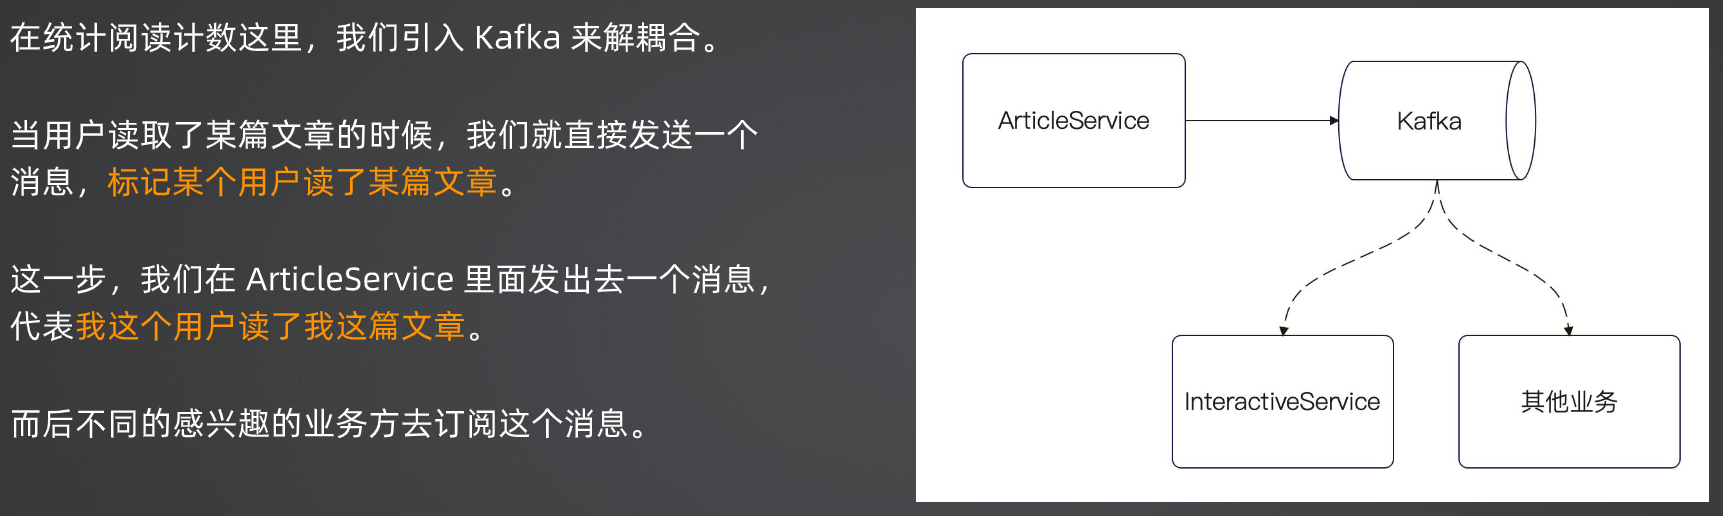 在统计阅读计数这里，我们引入 Kafka 来解耦合。
当用户读取了某篇文章的时候，我们就直接发送一个
消息，标记某个用户读了某篇文章。
这一步，我们在 ArticleService 里面发出去一个消息，
代表我这个用户读了我这篇文章。
而后不同的感兴趣的业务方去订阅这个消息。
ArticleService
Kafka
InteractiveService
其他业务